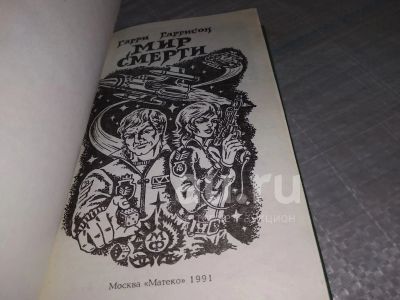 Гарри Гаррисон
МИР
СМЕРТИ
Москва «Матеко» 1991